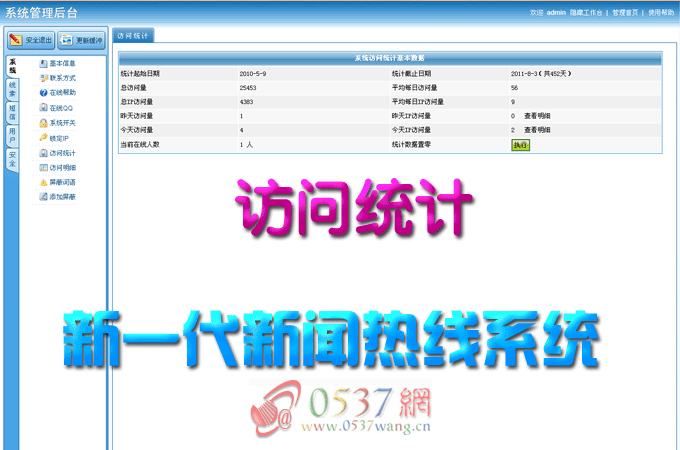 系统管理后台
欢迎 admin 隐藏工作台 | 管理首页 | 使用帮助
安全退出 更新缓冲
访问统计
系统
线索
短信
用户
安全
基本信息
联系方式
在线帮助
在线QQ
系统开关
锁定IP
访问统计
访问明细
屏蔽词语
添加屏蔽
系统访问统计基本数据
统计起始日期 2010-5-9 统计截止日期 2011-8-3（共452天）
总访问量 25453 平均每日访问量 56
总IP访问量 4383 平均每日IP访问量 9
昨天访问量 1 昨天IP访问量 0 查看明细
今天访问量 4 今天IP访问量 2 查看明细
当前在线人数 1 人 统计数据置零 执行
访问统计
新一代新闻热线系统
0537網
www.0537wang.cn